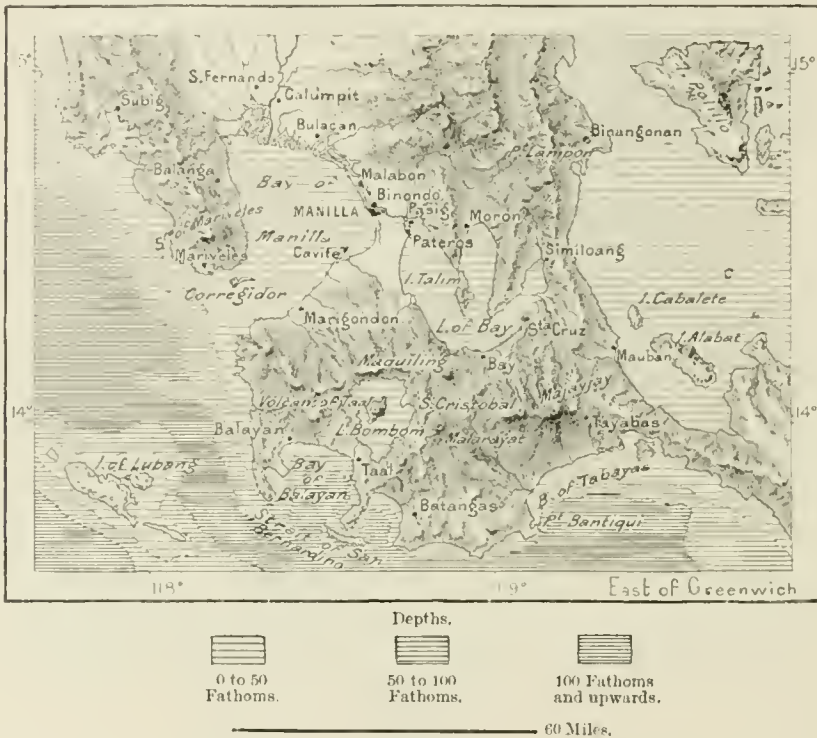 15°
15°
S. Fernando
Calumpit
Subig
Bulacan
Binangonan
Polillo
Pt Lampon
Balanga
Bay of
Malabon
Binondo
MANILLA
Pasig
Moron
Mariveles
Manilla
Pateros
Cavite
Mariveles
Similoang
I. Talim
Corregidor
I. Cabalete
L. of Bay
Sta Cruz
I. Alabat
Marigondon
Mauban
Bay
Maquiling
Majayjay
Volcan of Taal
S. Cristobal
14°
14°
Tayabas
Balayan
L. Bombom
Malarayat
I. of Lubang
Taal
Bay
of
Balayan
B. of Tabayas
Batangas
Pt Bantiqui
Strait of San
Bernardino
118°
119°
East of Greenwich
Depths.
0 to 50
Fathoms.
50 to 100
Fathoms.
100 Fathoms
and upwards.
60 Miles.